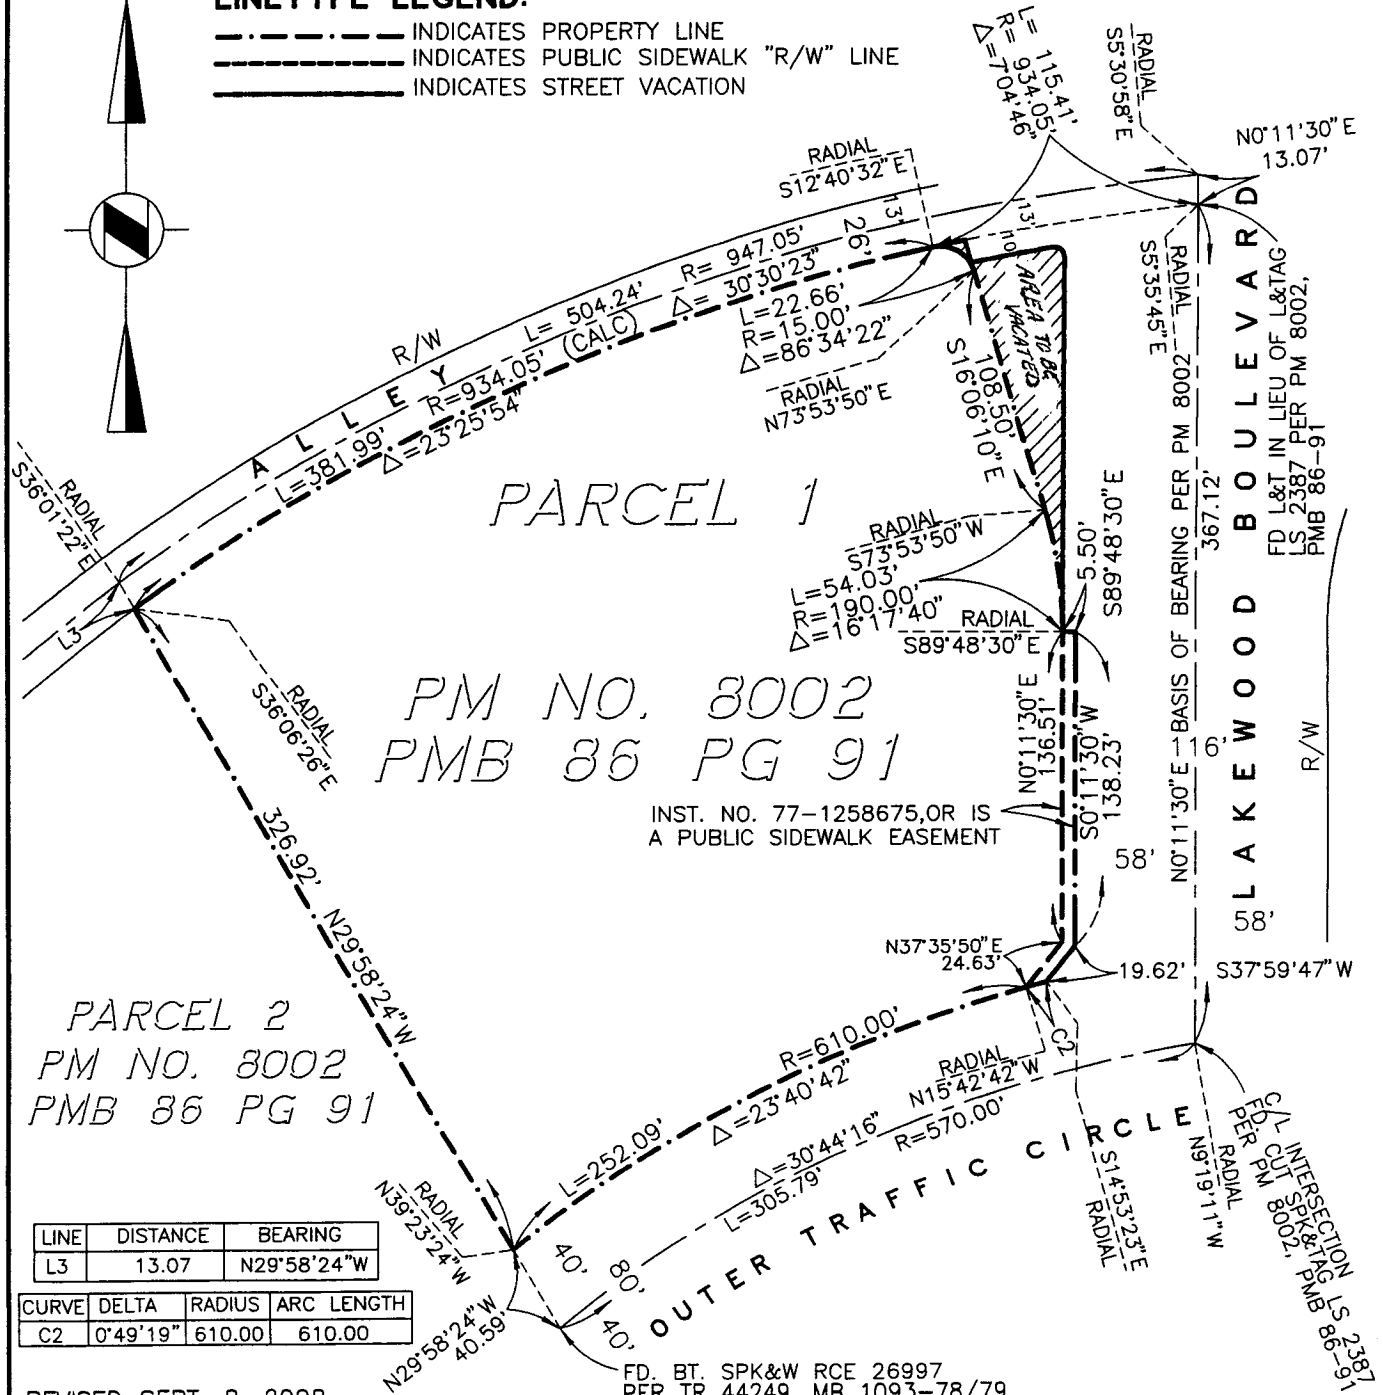 LINETYPE LEGEND:
INDICATES PROPERTY LINE
INDICATES PUBLIC SIDEWALK "R/W" LINE
INDICATES STREET VACATION
L= 115.41'
R= 934.05'
Δ=7°04'46"
RADIAL
S5°30'58"E
N0°11'30"E
13.07'
RADIAL
S12°40'32"E
13'
26'
13'
10'
R= 947.05'
L= 504.24'
Δ= 30°30'23"
R/W
ALLEY
R=934.05' (CALC)
L=381.99'
Δ=23°25'54"
L=22.66'
R=15.00'
Δ=86°34'22"
RADIAL
N73°53'50"E
AREA TO BE
VACATED
108.50'
S16°06'10"E
RADIAL
S5°35'45"E
FD L&T IN LIEU OF L&TAG
LS 2387 PER PM 8002,
PMB 86-91
RADIAL
S36°01'22"E
L3
RADIAL
S36°06'26"E
PARCEL 1
RADIAL
S73°53'50"W
L=54.03'
R=190.00'
Δ=16°17'40"
RADIAL
S89°48'30"E
5.50'
S89°48'30"E
PM NO. 8002
PMB 86 PG 91
N0°11'30"E
136.51'
S0°11'30"W
138.23'
INST. NO. 77-1258675,OR IS
A PUBLIC SIDEWALK EASEMENT
N0°11'30"E BASIS OF BEARING PER PM 8002
367.12'
116'
LAKEWOOD BOULEVARD
R/W
58'
58'
326.92'
N29°58'24"W
N37°35'50"E
24.63'
19.62'
S37°59'47"W
PARCEL 2
PM NO. 8002
PMB 86 PG 91
R=610.00'
L=252.09'
Δ=23°40'42"
RADIAL
N15°42'42"W
C2
Δ=30°44'16"
R=570.00'
L=305.79'
OUTER TRAFFIC CIRCLE
S14°53'23"E
RADIAL
RADIAL
N9°19'11"W
C/L INTERSECTION
FD. CUT SPK&TAG LS 2387
PER PM 8002, PMB 86-91
RADIAL
N39°23'24"W
40'
80'
40'
N29°58'24"W
40.59'
LINE DISTANCE BEARING
L3 13.07 N29°58'24"W
CURVE DELTA RADIUS ARC LENGTH
C2 0°49'19" 610.00 610.00
FD. BT. SPK&W RCE 26997
PER TR 44249, MB 1093-78/79
REVISED SEPT.